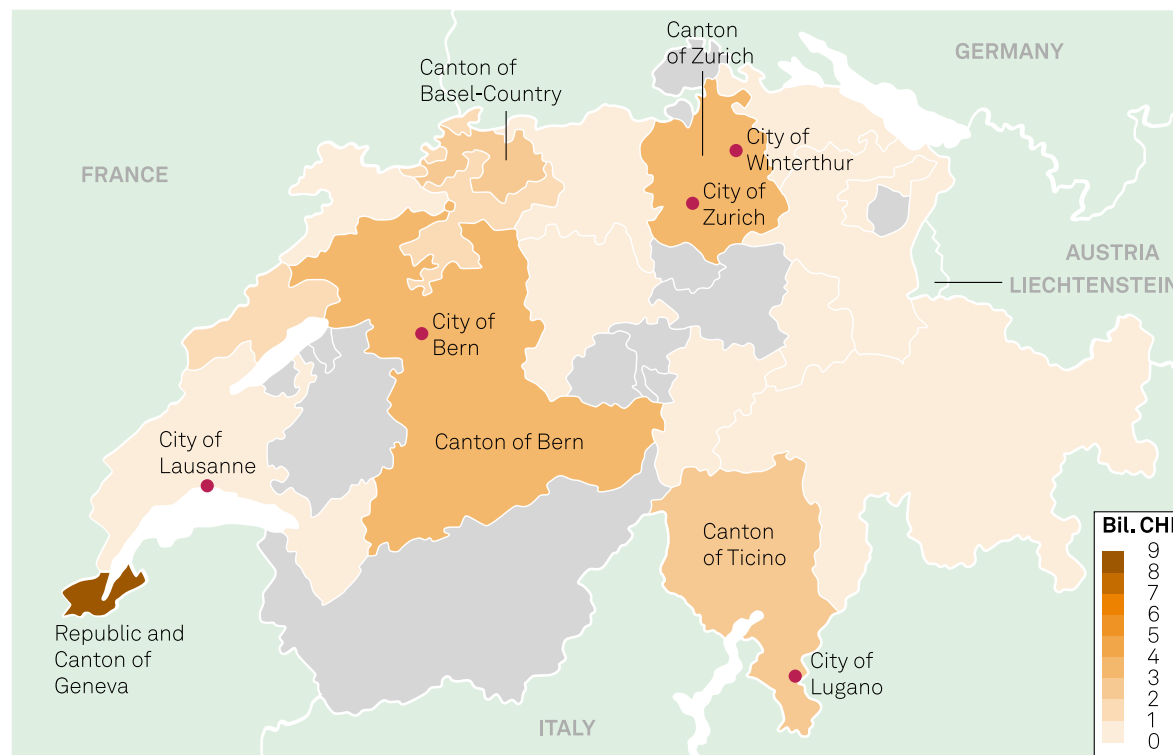 Canton
of Zurich
GERMANY
Canton of
Basel-Country
City of
Winterthur
FRANCE
City of
Zurich
AUSTRIA
LIECHTENSTEIN
City of
Bern
City of
Lausanne
Canton of Bern
Canton
of Ticino
Republic and
Canton of
Geneva
City of
Lugano
ITALY
Bil. CH
9
8
7
6
5
4
3
2
1
0